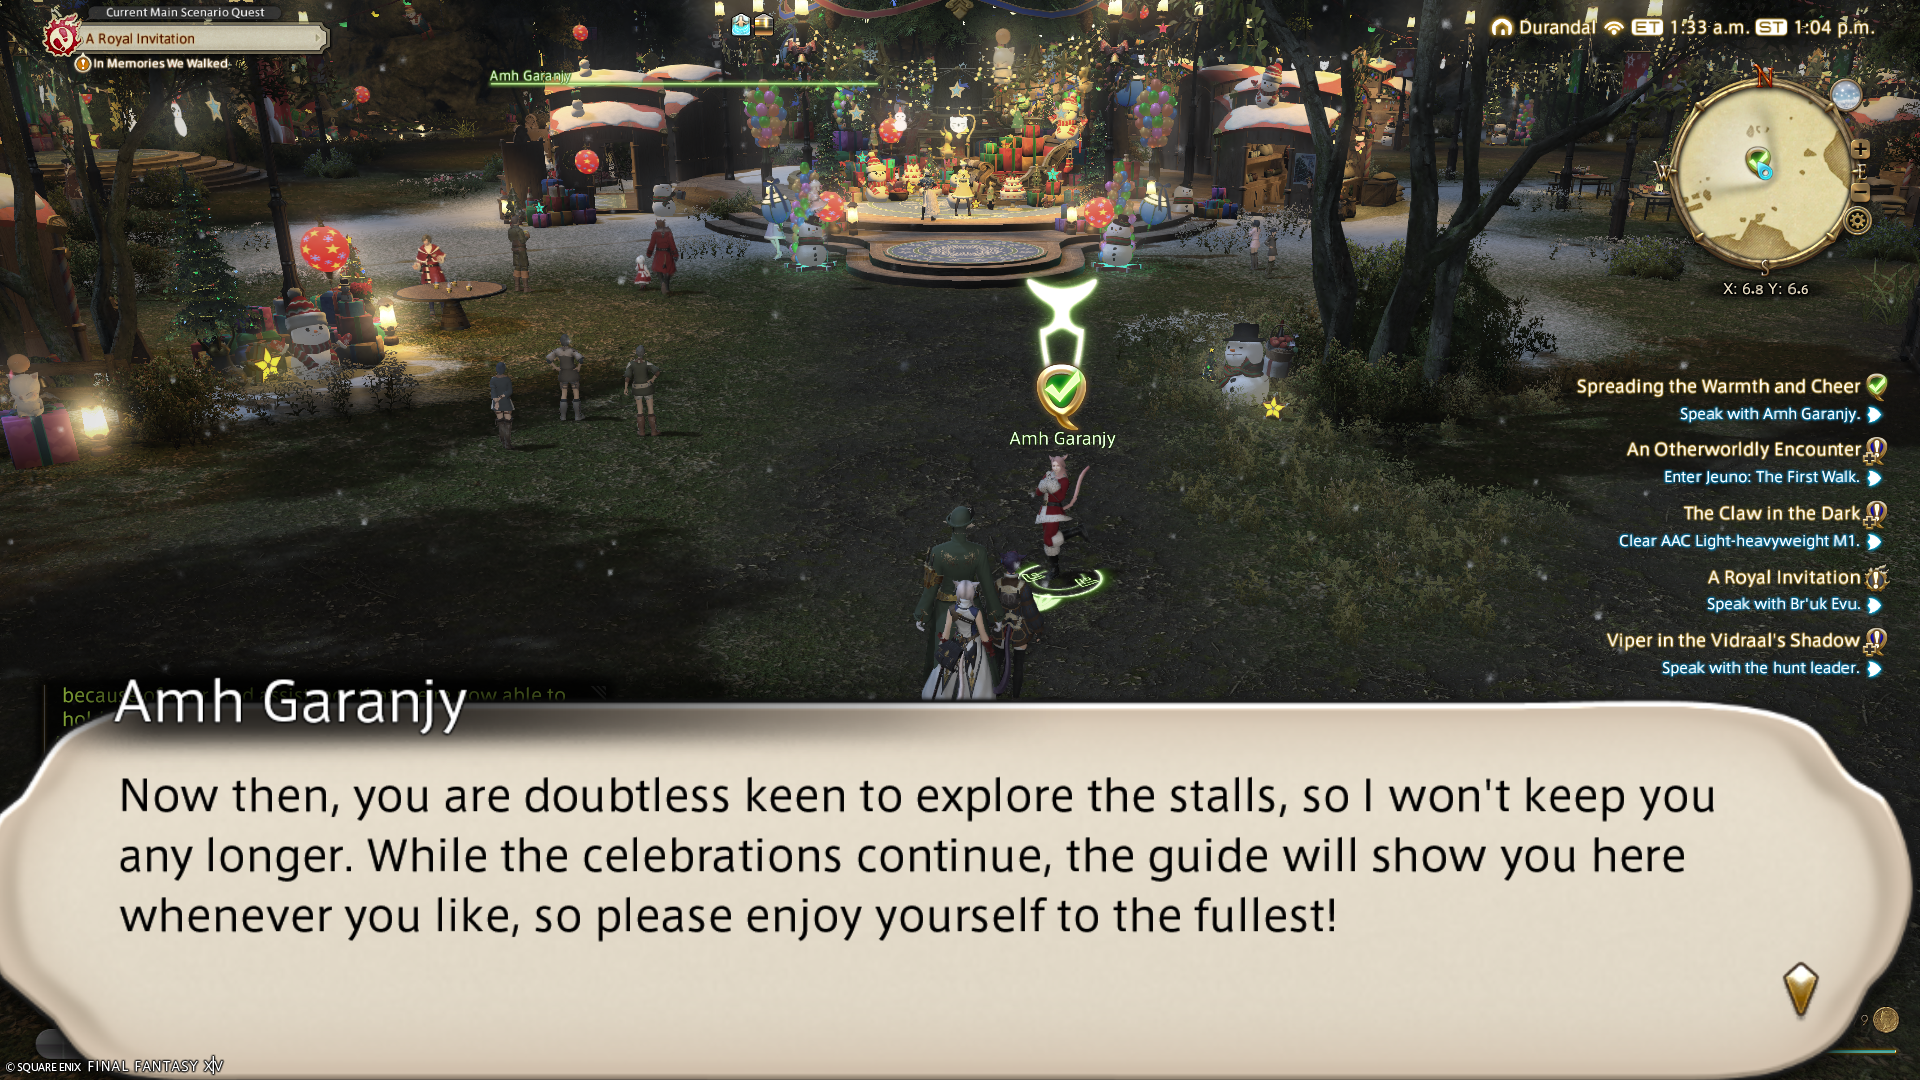 Current Main Scenario Quest
A Royal Invitation
In Memories We Walked
Amh Garanjy
Durandal ET 1:33 a.m. ST 1:04 p.m.
N
W
E
S
X: 6.8 Y: 6.6
Spreading the Warmth and Cheer
Speak with Amh Garanjy.
An Otherworldly Encounter
Enter Jeuno: The First Walk.
The Claw in the Dark
Clear AAC Light-heavyweight M1.
A Royal Invitation
Speak with Br'uk Evu.
Viper in the Vidraal's Shadow
Speak with the hunt leader.
Amh Garanjy
able to
Amh Garanjy
Now then, you are doubtless keen to explore the stalls, so I won't keep you
any longer. While the celebrations continue, the guide will show you here
whenever you like, so please enjoy yourself to the fullest!
9
© SQUARE ENIX FINAL FANTASY XIV